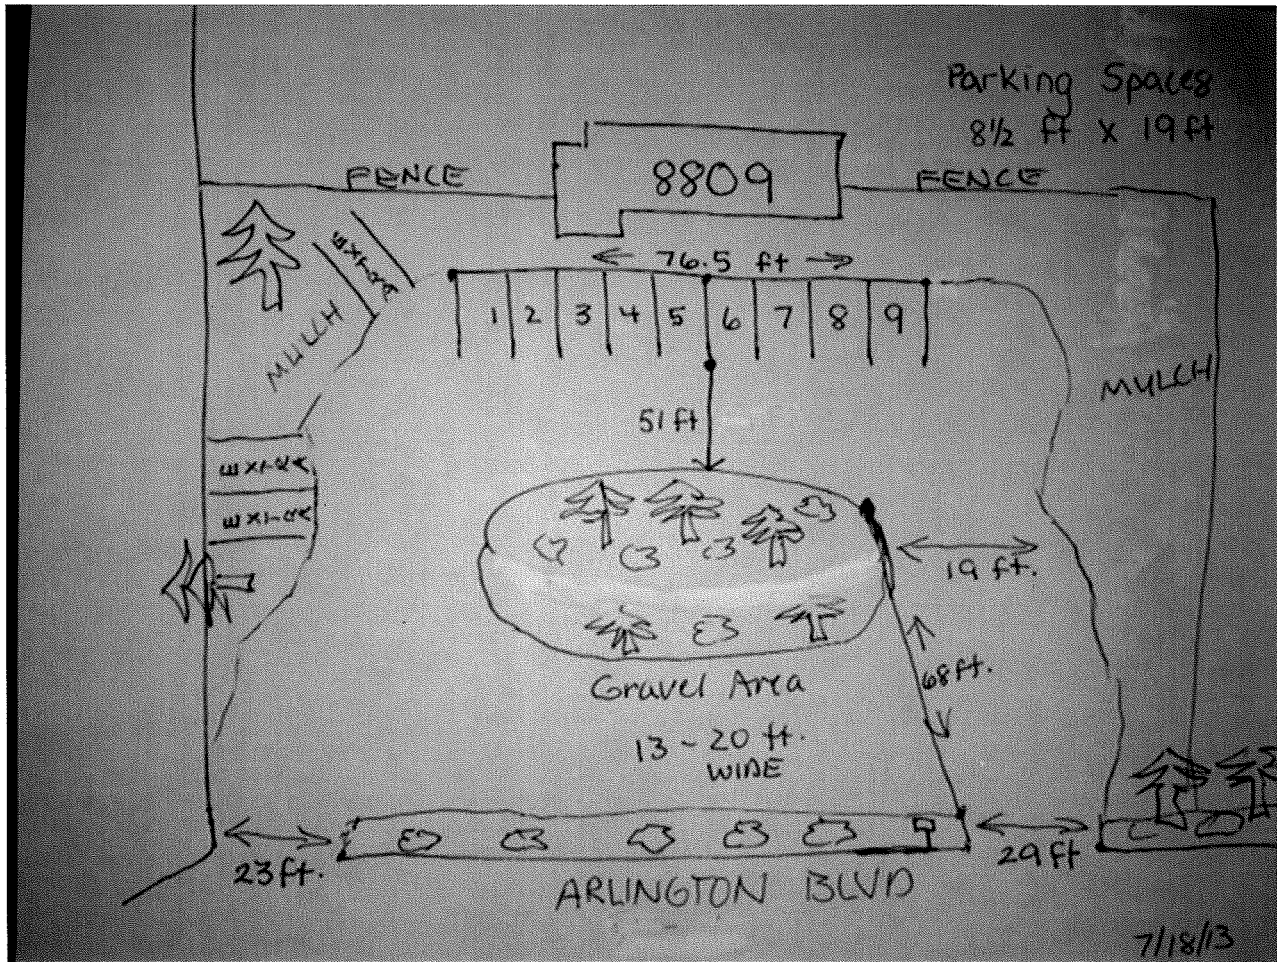 Parking Spaces
8½ ft x 19 ft
FENCE
8809
FENCE
76.5 ft
1 2 3 4 5 6 7 8 9
MULCH
MULCH
51 ft
19 ft.
68 ft.
Gravel Area
13 - 20 ft.
WIDE
23 ft.
29 ft
ARLINGTON BLVD
7/18/13